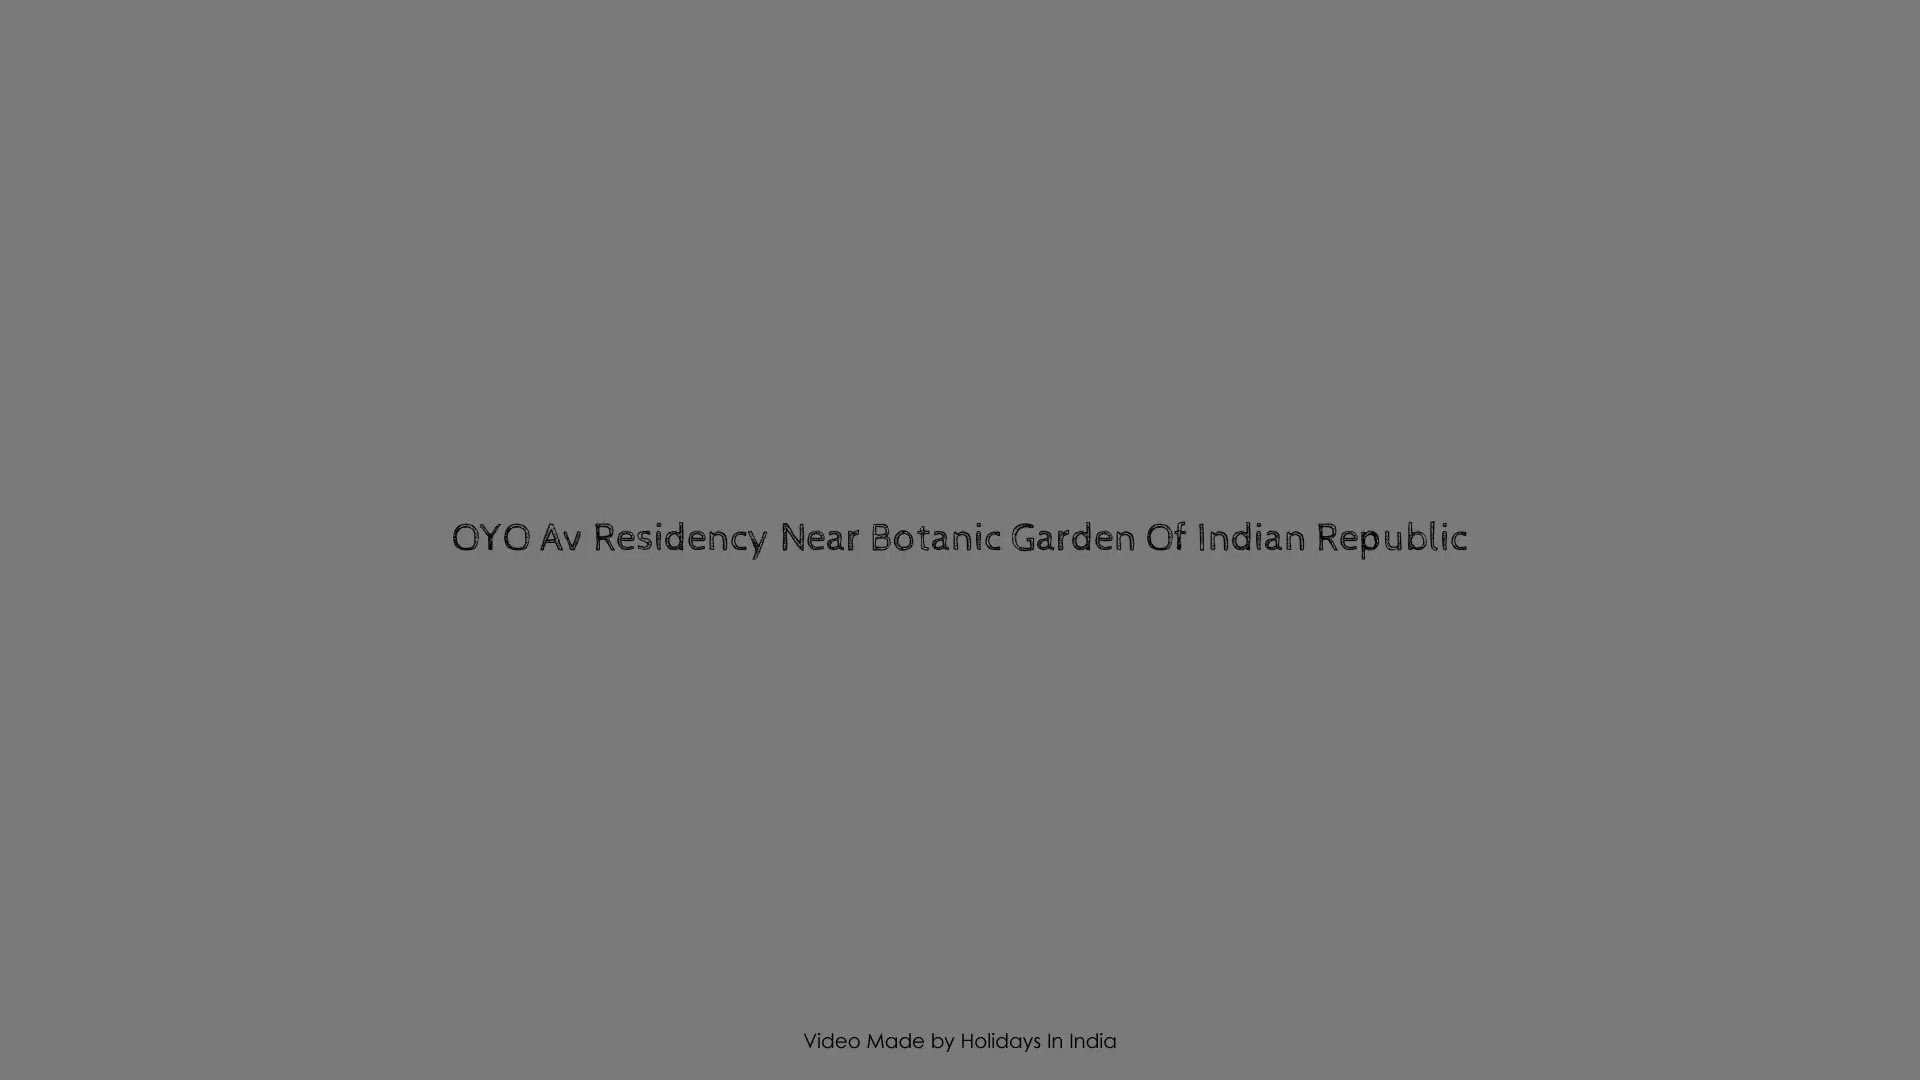 OYO Av Residency Near Botanic Garden Of Indian Republic
Video Made by Holidays In India